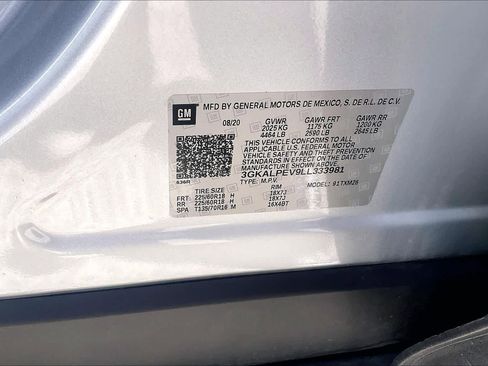 GM
MFD BY GENERAL MOTORS DE MEXICO, S. DE R.L. DE C.V.
08/20 GVWR GAWR FRT GAWR RR
2025 KG 1175 KG 1200 KG
4464 LB 2590 LB 2645 LB
THIS VEHICLE CONFORMS TO ALL
APPLICABLE U.S. FEDERAL MOTOR
VEHICLE SAFETY AND THEFT PREVENTION
STANDARDS IN EFFECT ON THE DATE OF
MANUFACTURE SHOWN ABOVE.
3GKALPEV9LL333981
TYPE: M.P.V. MODEL: 91TXM26
TIRE SIZE RIM
FRT 225/60R18 H 18X7J
RR 225/60R18 H 18X7J
SPA T135/70R16 M 16X4BT